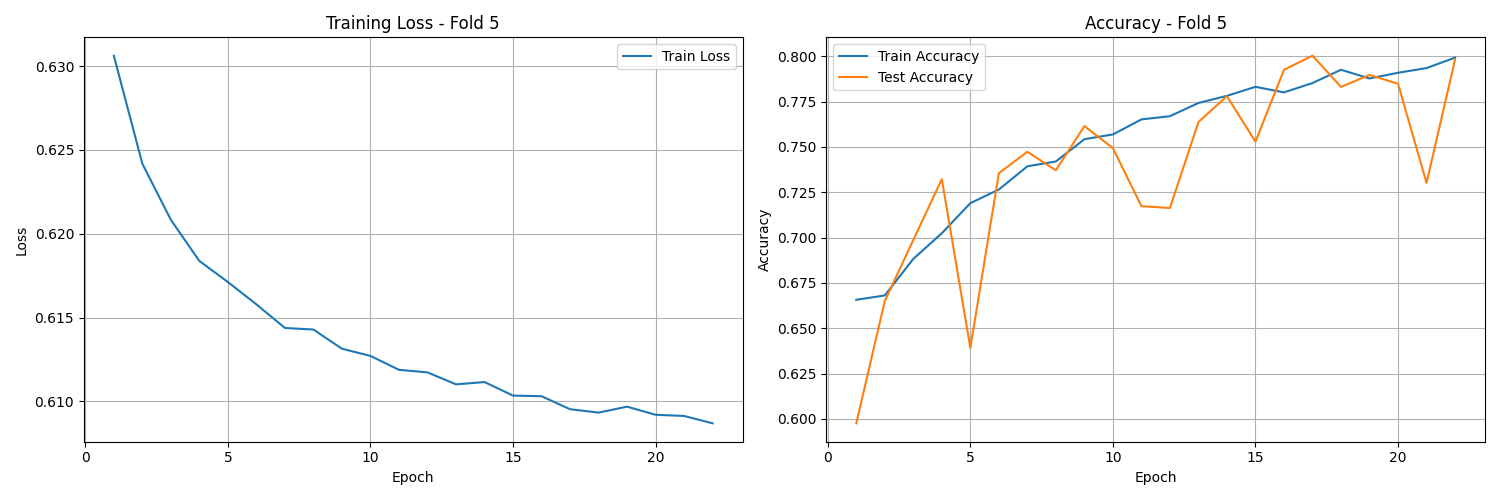 Training Loss - Fold 5
Train Loss
0.630
0.625
0.620
0.615
0.610
Loss
0
5
10
15
20
Epoch
Accuracy - Fold 5
Train Accuracy
Test Accuracy
0.800
0.775
0.750
0.725
0.700
0.675
0.650
0.625
0.600
Accuracy
0
5
10
15
20
Epoch